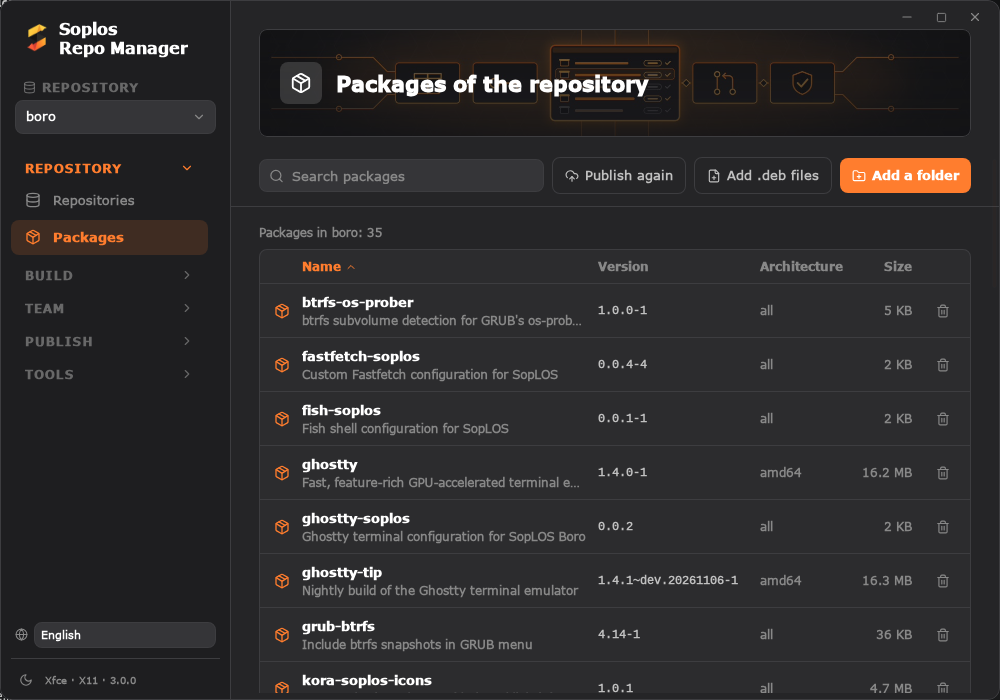 Soplos
Repo Manager
REPOSITORY
boro
REPOSITORY
Repositories
Packages
BUILD
TEAM
PUBLISH
TOOLS
English
Xfce · X11 · 3.0.0
Packages of the repository
Search packages
Publish again
Add .deb files
Add a folder
Packages in boro: 35
Name Version Architecture Size
btrfs-os-prober
btrfs subvolume detection for GRUB's os-prob…
1.0.0-1 all 5 KB
fastfetch-soplos
Custom Fastfetch configuration for SopLOS
0.0.4-4 all 2 KB
fish-soplos
Fish shell configuration for SopLOS
0.0.1-1 all 2 KB
ghostty
Fast, feature-rich GPU-accelerated terminal e…
1.4.0-1 amd64 16.2 MB
ghostty-soplos
Ghostty terminal configuration for SopLOS Boro
0.0.2 all 2 KB
ghostty-tip
Nightly build of the Ghostty terminal emulator
1.4.1~dev.20261106-1 amd64 16.3 MB
grub-btrfs
Include btrfs snapshots in GRUB menu
4.14-1 all 36 KB
kora-soplos-icons
1.0.1 all 4.7 MB